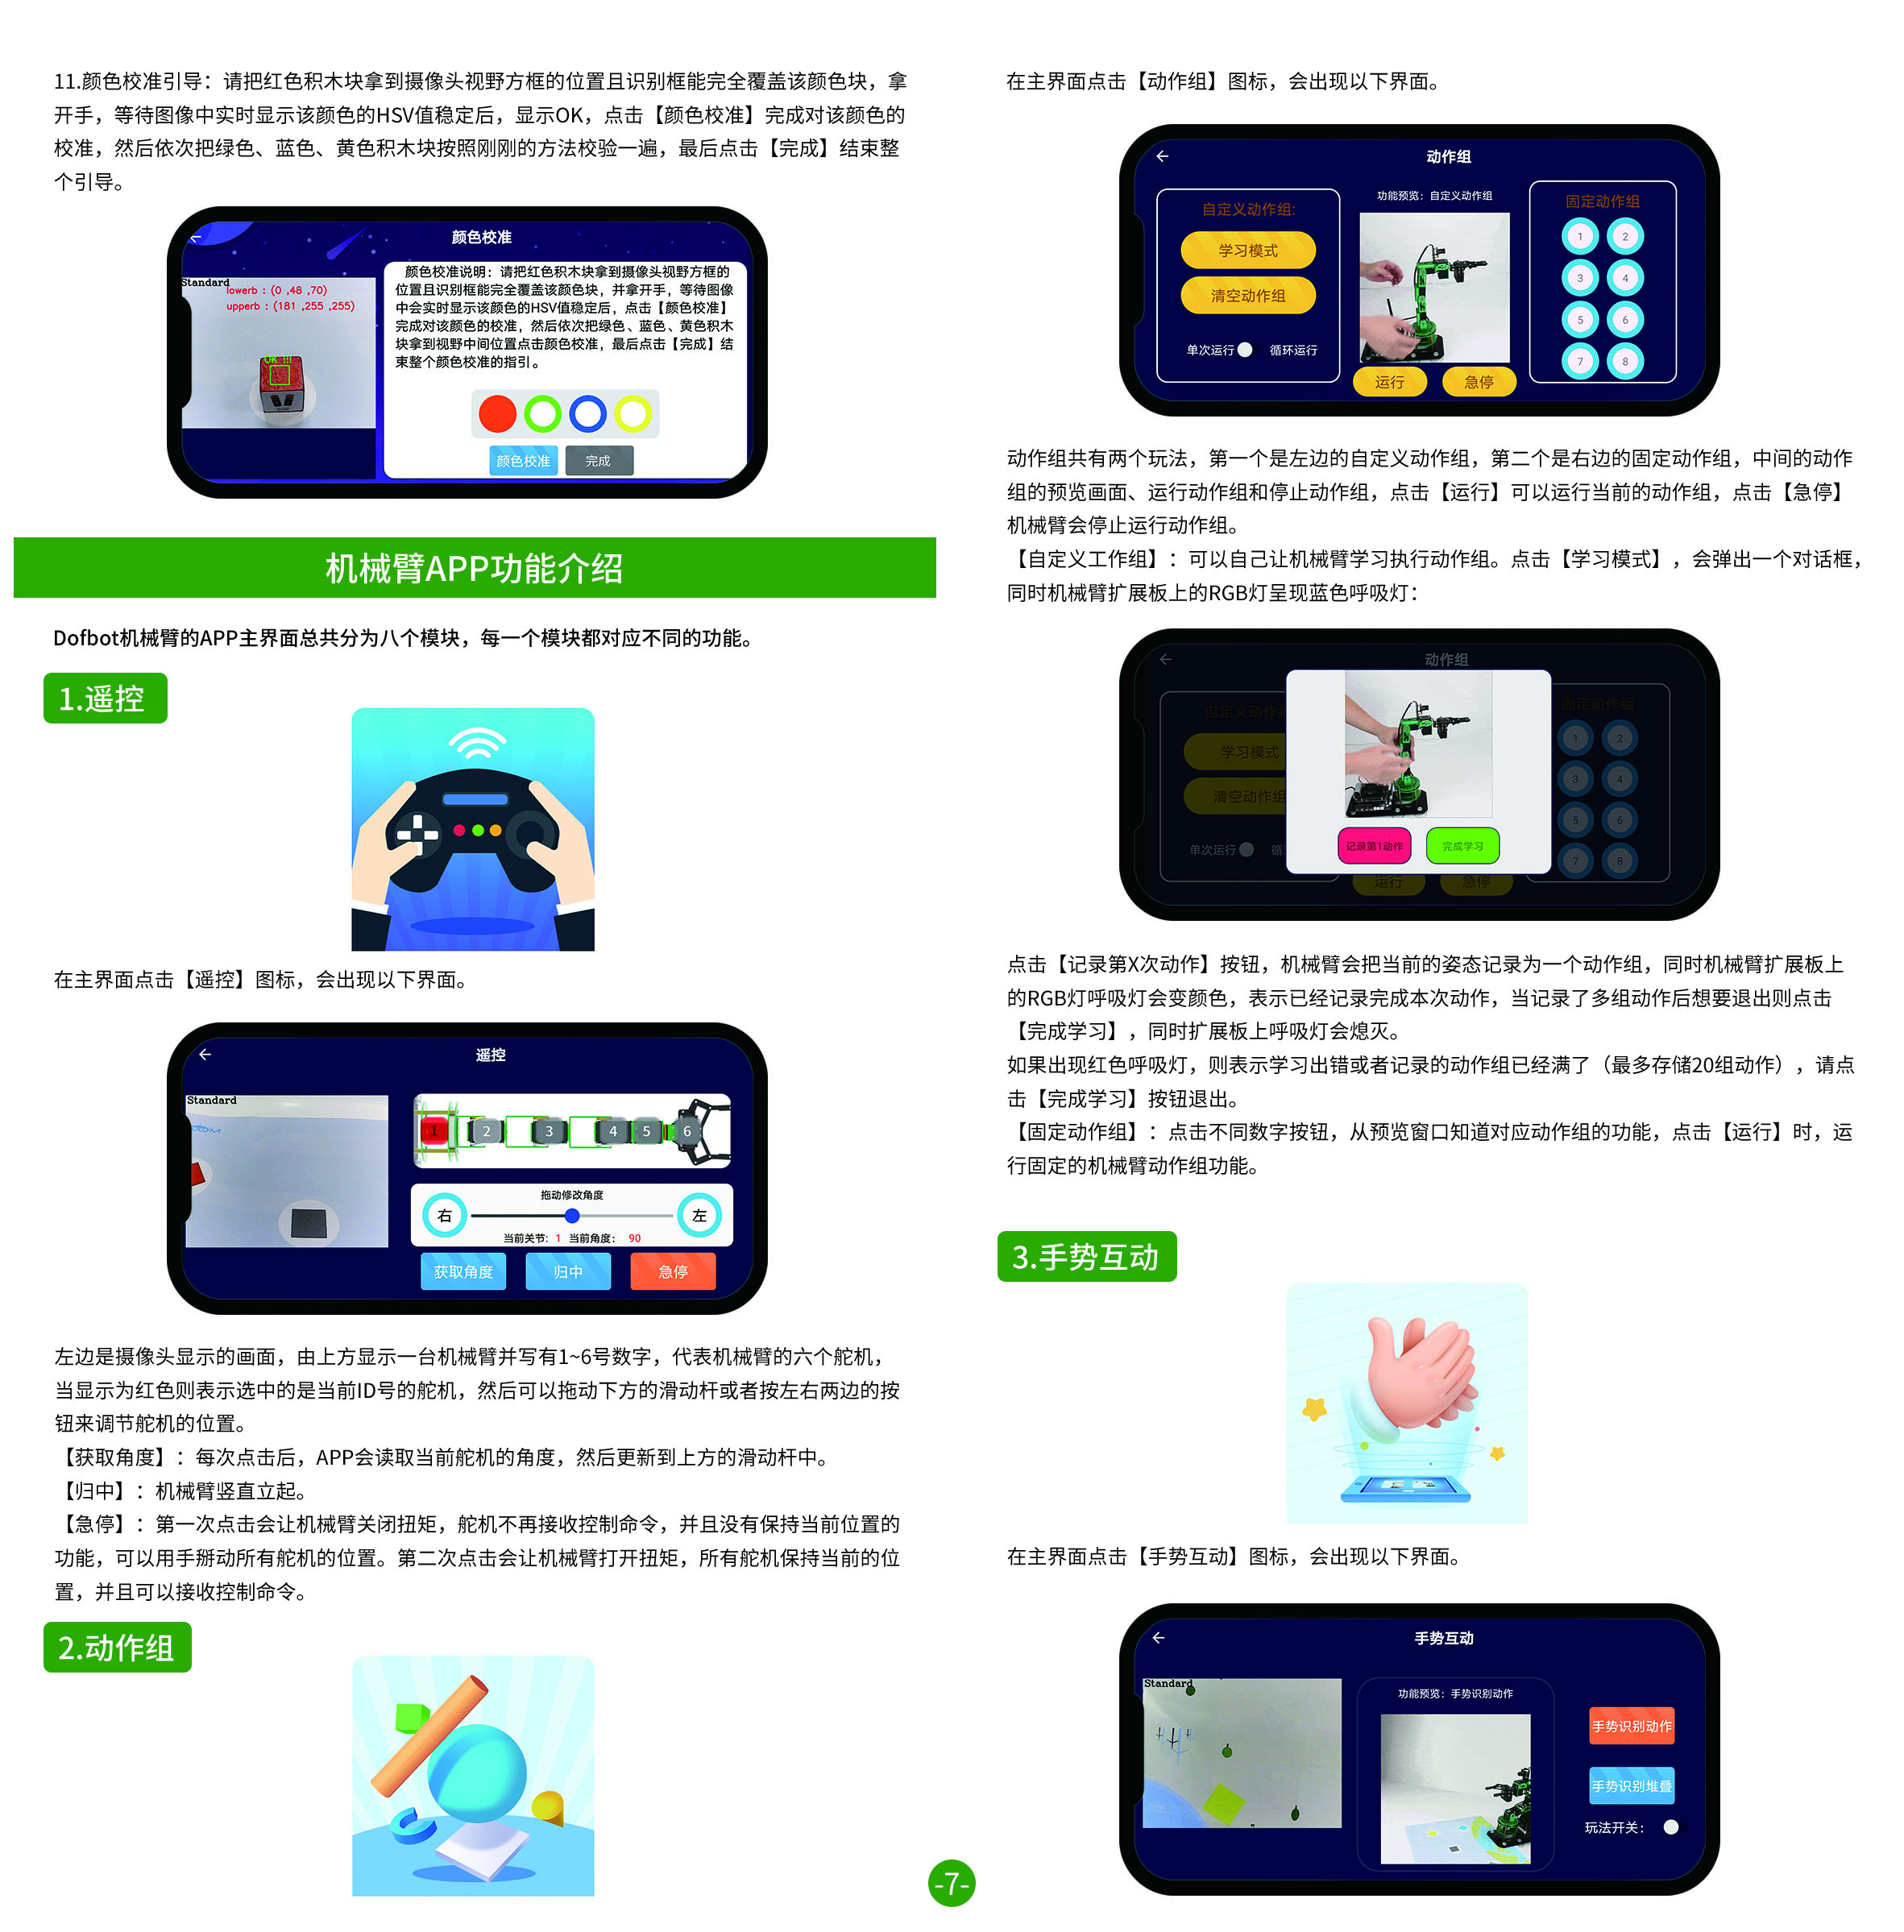 11.颜色校准引导：请把红色积木块拿到摄像头视野方框的位置且识别框能完全覆盖该颜色块，拿
开手，等待图像中实时显示该颜色的HSV值稳定后，显示OK，点击【颜色校准】完成对该颜色的
校准，然后依次把绿色、蓝色、黄色积木块按照刚刚的方法校验一遍，最后点击【完成】结束整
个引导。
颜色校准
Standard
lowerb : (0 ,48 ,70)
upperb : (181 ,255 ,255)
OK !!!
颜色校准说明：请把红色积木块拿到摄像头视野方框的
位置且识别框能完全覆盖该颜色块，并拿开手，等待图像
中会实时显示该颜色的HSV值稳定后，点击【颜色校准】
完成对该颜色的校准，然后依次把绿色、蓝色、黄色积木
块拿到视野中间位置点击颜色校准，最后点击【完成】结
束整个颜色校准的指引。
颜色校准 完成
机械臂APP功能介绍
Dofbot机械臂的APP主界面总共分为八个模块，每一个模块都对应不同的功能。
1.遥控
在主界面点击【遥控】图标，会出现以下界面。
遥控
Standard
1 2 3 4 5 6
拖动修改角度
右 左
当前关节: 1 当前角度： 90
获取角度 归中 急停
左边是摄像头显示的画面，由上方显示一台机械臂并写有1~6号数字，代表机械臂的六个舵机，
当显示为红色则表示选中的是当前ID号的舵机，然后可以拖动下方的滑动杆或者按左右两边的按
钮来调节舵机的位置。
【获取角度】：每次点击后，APP会读取当前舵机的角度，然后更新到上方的滑动杆中。
【归中】：机械臂竖直立起。
【急停】：第一次点击会让机械臂关闭扭矩，舵机不再接收控制命令，并且没有保持当前位置的
功能，可以用手掰动所有舵机的位置。第二次点击会让机械臂打开扭矩，所有舵机保持当前的位
置，并且可以接收控制命令。
2.动作组
在主界面点击【动作组】图标，会出现以下界面。
动作组
自定义动作组:
学习模式
清空动作组
单次运行 循环运行
功能预览：自定义动作组
运行 急停
固定动作组
1 2
3 4
5 6
7 8
动作组共有两个玩法，第一个是左边的自定义动作组，第二个是右边的固定动作组，中间的动作
组的预览画面、运行动作组和停止动作组，点击【运行】可以运行当前的动作组，点击【急停】
机械臂会停止运行动作组。
【自定义工作组】：可以自己让机械臂学习执行动作组。点击【学习模式】，会弹出一个对话框，
同时机械臂扩展板上的RGB灯呈现蓝色呼吸灯：
动作组
自定义动作组
学习模式
清空动作组
单次运行 循
记录第1动作 完成学习
运行 急停
固定动作组
1 2
3 4
5 6
7 8
点击【记录第X次动作】按钮，机械臂会把当前的姿态记录为一个动作组，同时机械臂扩展板上
的RGB灯呼吸灯会变颜色，表示已经记录完成本次动作，当记录了多组动作后想要退出则点击
【完成学习】，同时扩展板上呼吸灯会熄灭。
如果出现红色呼吸灯，则表示学习出错或者记录的动作组已经满了（最多存储20组动作），请点
击【完成学习】按钮退出。
【固定动作组】：点击不同数字按钮，从预览窗口知道对应动作组的功能，点击【运行】时，运
行固定的机械臂动作组功能。
3.手势互动
在主界面点击【手势互动】图标，会出现以下界面。
手势互动
Standard
功能预览：手势识别动作
手势识别动作
手势识别堆叠
玩法开关：
-7-